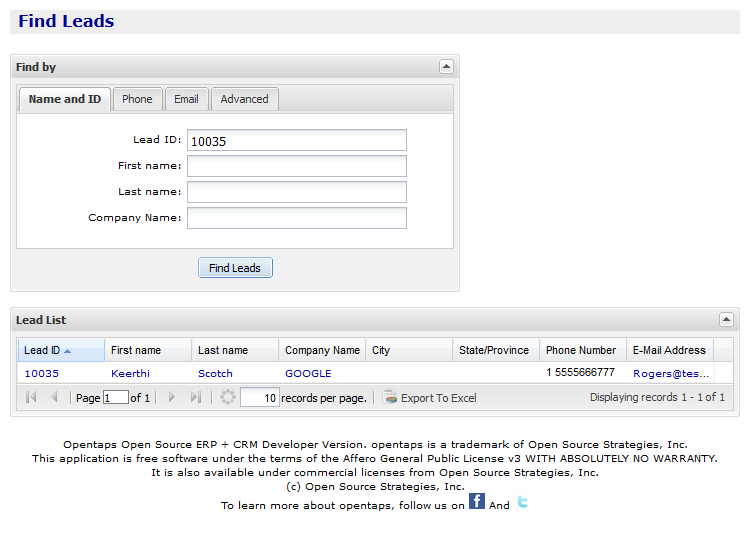 Find Leads
Find by
Name and ID Phone Email Advanced
Lead ID: 10035
First name:
Last name:
Company Name:
Find Leads
Lead List
Lead ID First name Last name Company Name City State/Province Phone Number E-Mail Address
10035 Keerthi Scotch GOOGLE 1 5555666777 Rogers@tes...
Page 1 of 1 10 records per page. Export To Excel Displaying records 1 - 1 of 1
Opentaps Open Source ERP + CRM Developer Version. opentaps is a trademark of Open Source Strategies, Inc.
This application is free software under the terms of the Affero General Public License v3 WITH ABSOLUTELY NO WARRANTY.
It is also available under commercial licenses from Open Source Strategies, Inc.
(c) Open Source Strategies, Inc.
To learn more about opentaps, follow us on f And t